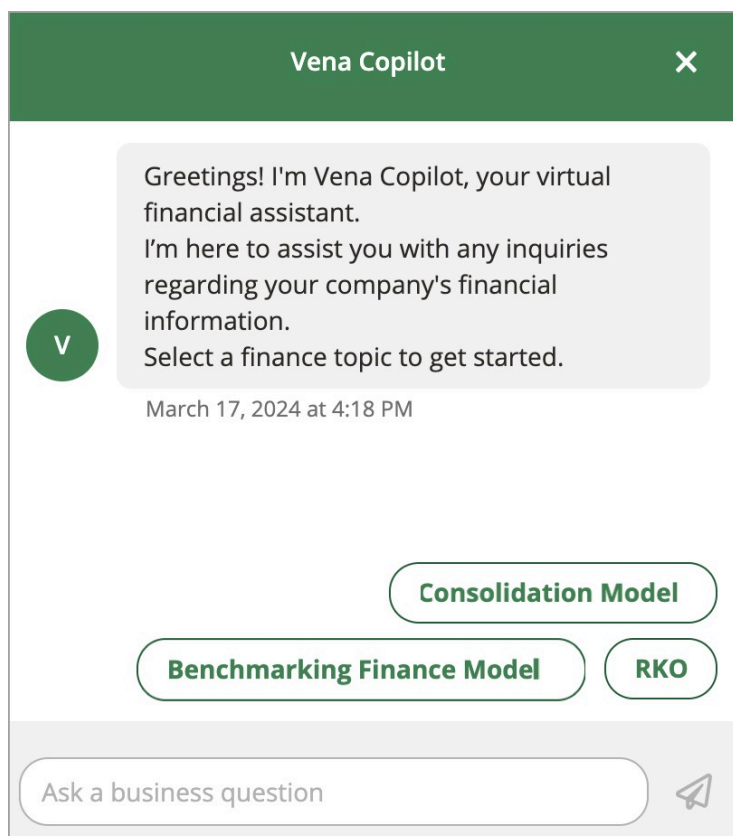 Vena Copilot
Greetings! I'm Vena Copilot, your virtual
financial assistant.
I’m here to assist you with any inquiries
regarding your company's financial
information.
V
Select a finance topic to get started.
March 17, 2024 at 4:18 PM
Consolidation Model
Benchmarking Finance Model
RKO
Ask a business question